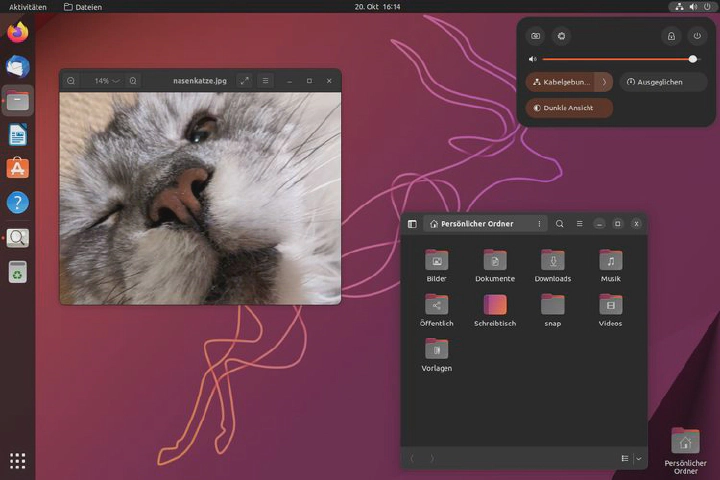 Aktivitäten
Dateien
20. Okt 16:14
14%
nasenkatze.jpg
Kabelgebun...
Ausgeglichen
Dunkle Ansicht
Persönlicher Ordner
Bilder
Dokumente
Downloads
Musik
Öffentlich
Schreibtisch
snap
Videos
Vorlagen
Persönlicher
Ordner